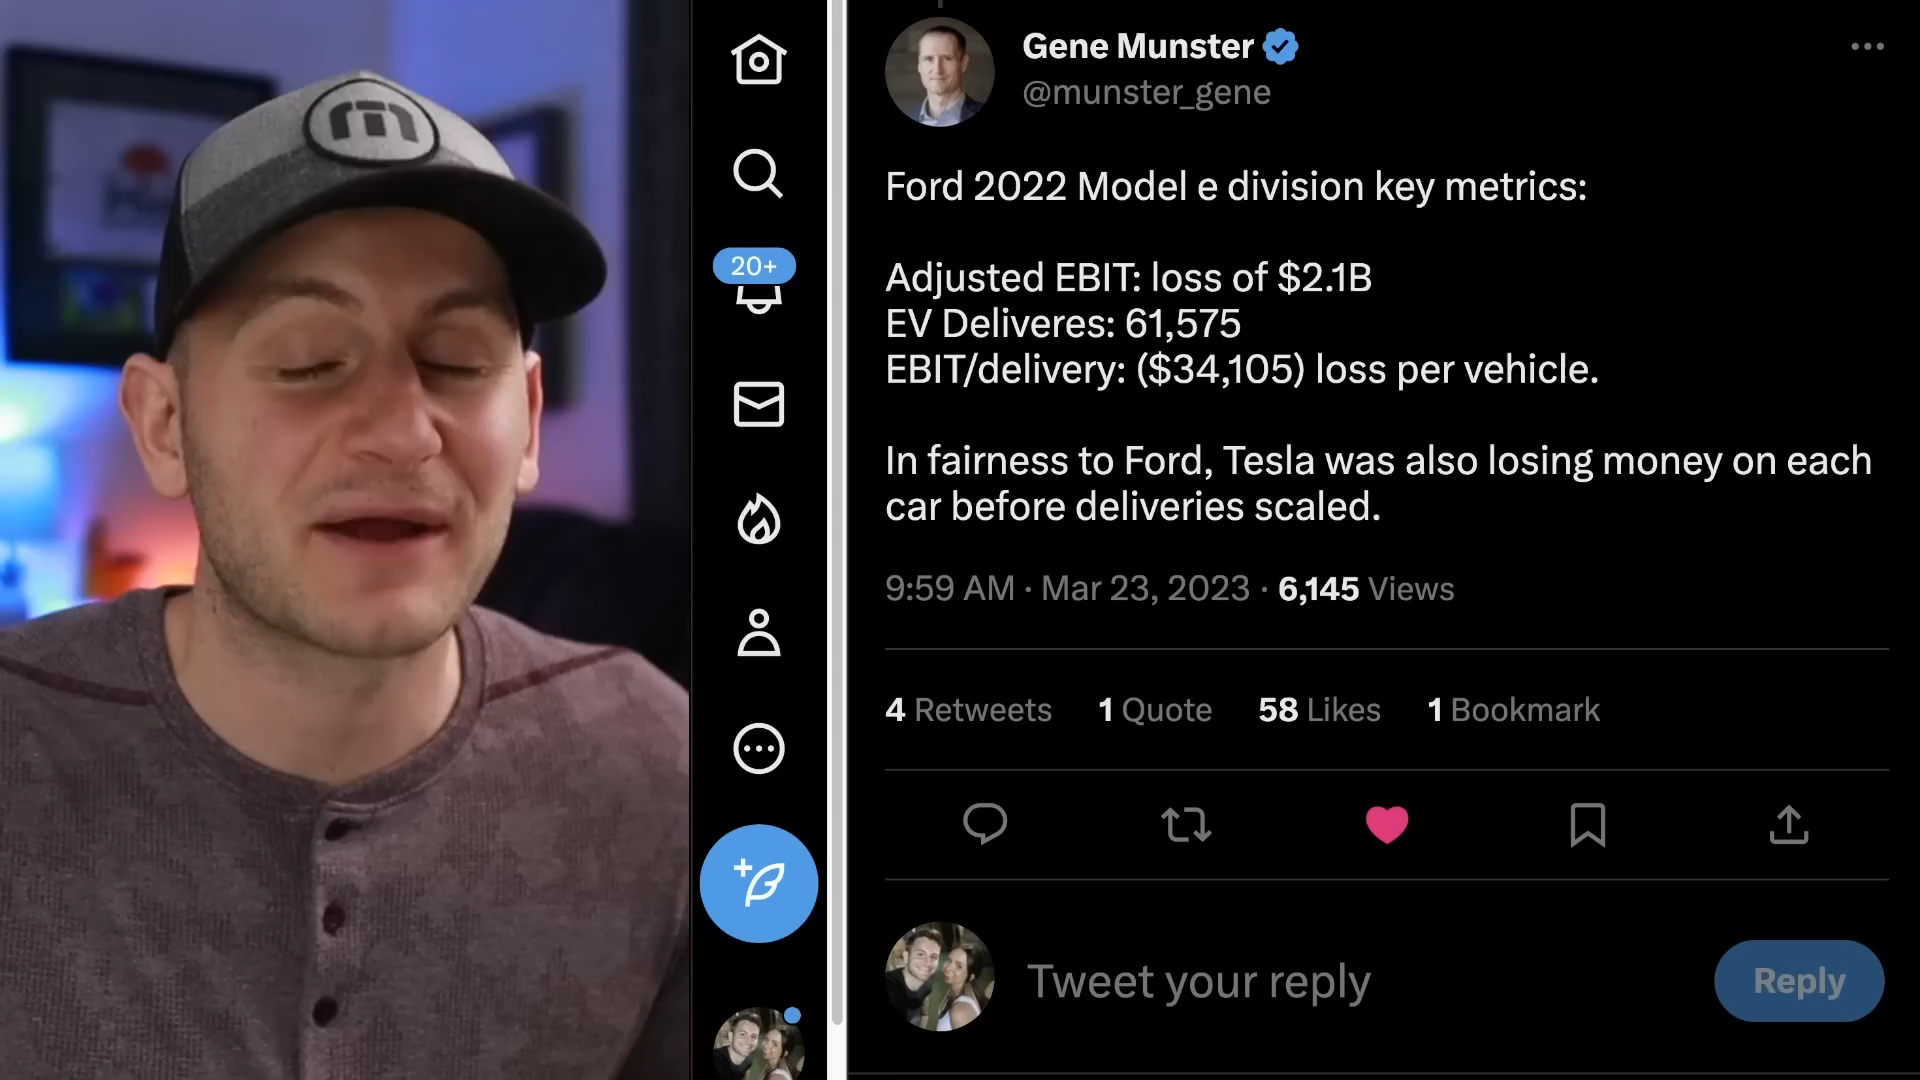 20+
Gene Munster
@munster_gene
Ford 2022 Model e division key metrics:
Adjusted EBIT: loss of $2.1B
EV Deliveres: 61,575
EBIT/delivery: ($34,105) loss per vehicle.
In fairness to Ford, Tesla was also losing money on each
car before deliveries scaled.
9:59 AM · Mar 23, 2023 · 6,145 Views
4 Retweets 1 Quote 58 Likes 1 Bookmark
Tweet your reply
Reply